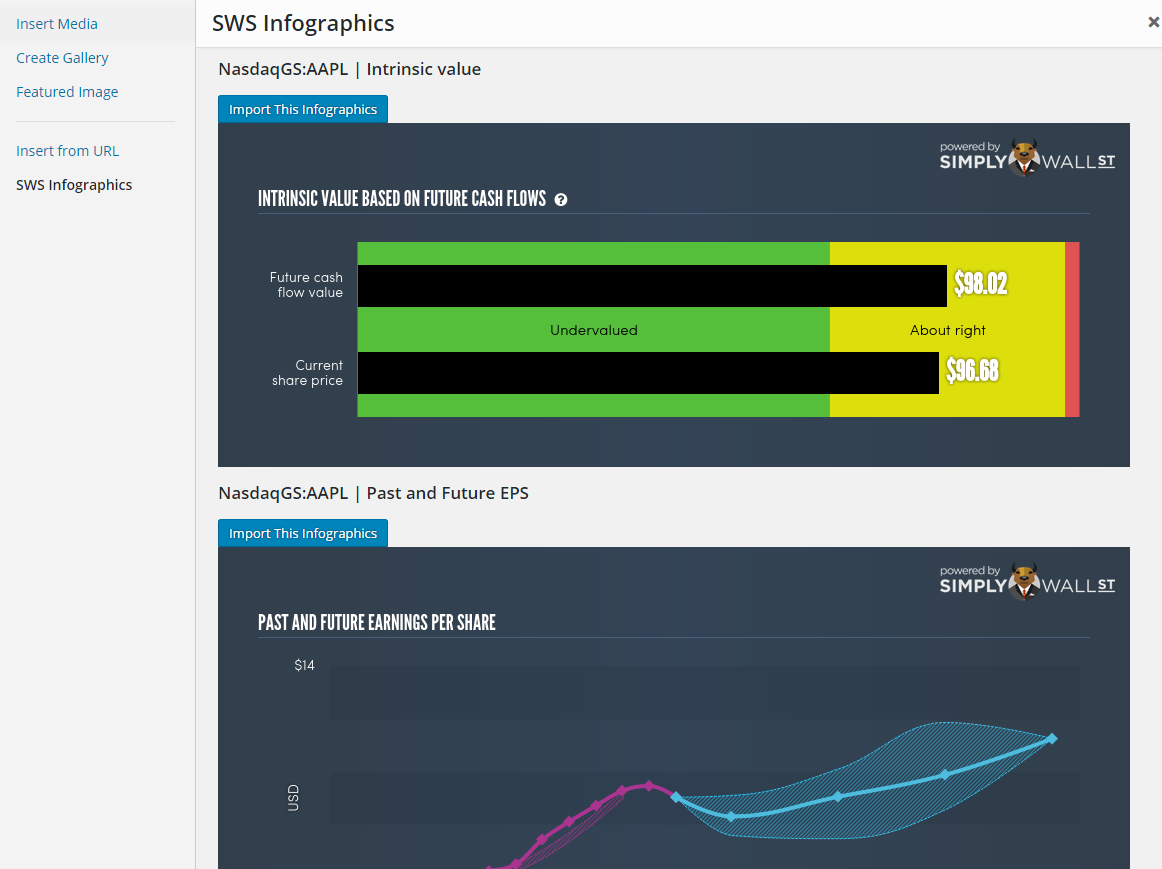 Insert Media
Create Gallery
Featured Image
Insert from URL
SWS Infographics
SWS Infographics
×
NasdaqGS:AAPL | Intrinsic value
Import This Infographics
powered by
SIMPLY WALL ST
INTRINSIC VALUE BASED ON FUTURE CASH FLOWS ?
Future cash
flow value
$98.02
Undervalued
About right
Current
share price
$96.68
NasdaqGS:AAPL | Past and Future EPS
Import This Infographics
powered by
SIMPLY WALL ST
PAST AND FUTURE EARNINGS PER SHARE
$14
USD